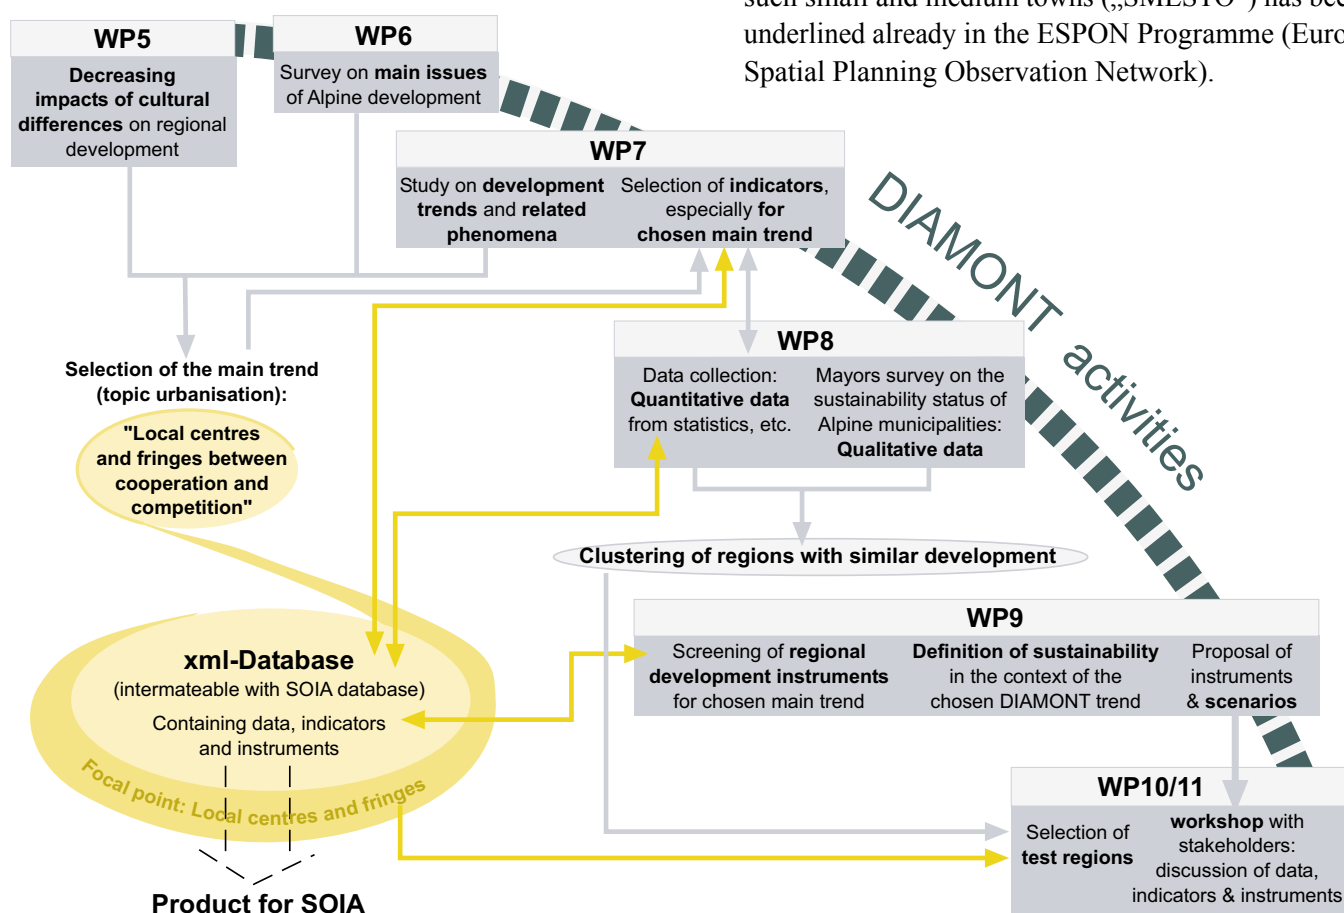 such small and medium towns („SMESTO“) has been
underlined already in the ESPON Programme (Euro
Spatial Planning Observation Network).
WP5
Decreasing
impacts of cultural
differences on regional
development
WP6
Survey on main issues
of Alpine development
WP7
Study on development
trends and related
phenomena
Selection of indicators,
especially for
chosen main trend
DIAMONT activities
Selection of the main trend
(topic urbanisation):
"Local centres
and fringes between
cooperation and
competition"
WP8
Data collection:
Quantitative data
from statistics, etc.
Mayors survey on the
sustainability status of
Alpine municipalities:
Qualitative data
Clustering of regions with similar development
WP9
Screening of regional
development instruments
for chosen main trend
Definition of sustainability
in the context of the
chosen DIAMONT trend
Proposal of
instruments
& scenarios
xml-Database
(intermateable with SOIA database)
Containing data, indicators
and instruments
Focal point: Local centres and fringes
Product for SOIA
WP10/11
Selection of
test regions
workshop with
stakeholders:
discussion of data,
indicators & instruments